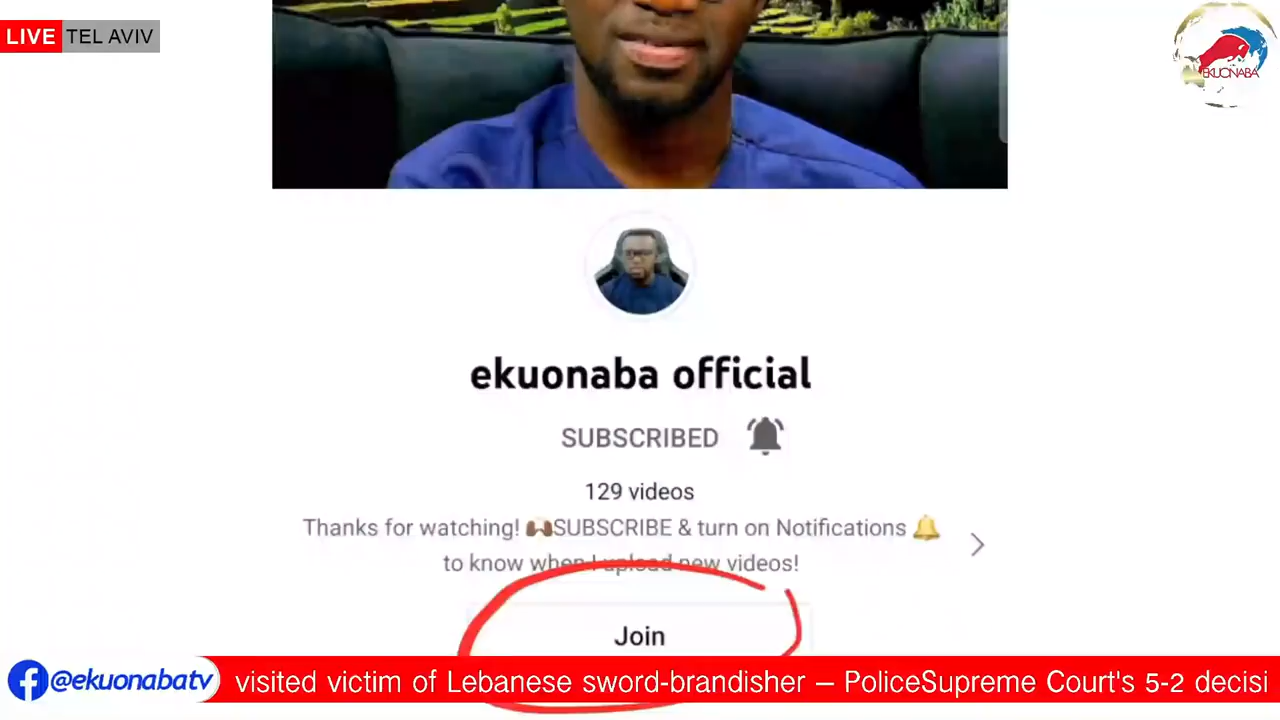 LIVE TEL AVIV
EKUONABA
ekuonaba official
SUBSCRIBED
129 videos
Thanks for watching! 🙌🏾SUBSCRIBE & turn on Notifications 🔔
to know when I upload new videos!
Join
@ekuonabatv visited victim of Lebanese sword-brandisher – PoliceSupreme Court's 5-2 decisi